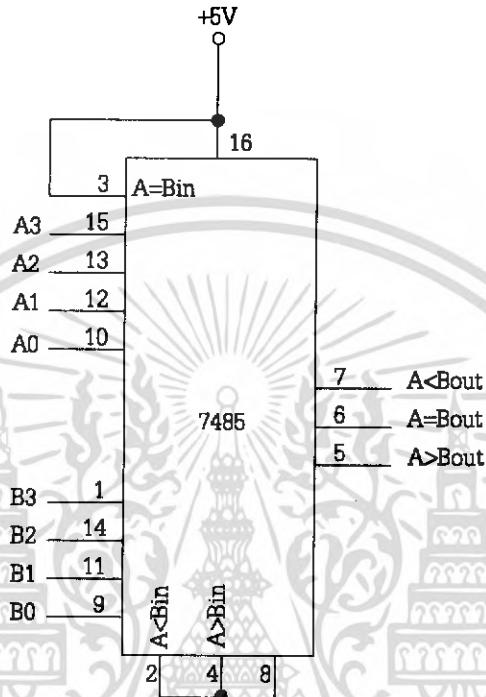 +5V
16
3 A=Bin
A3 15
A2 13
A1 12
A0 10
7 A<Bout
7485 6 A=Bout
5 A>Bout
B3 1
B2 14
B1 11
B0 9
A<Bin A>Bin
2 4 8